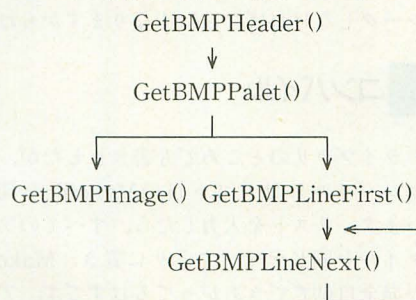 GetBMPHeader()
GetBMPPalet()
GetBMPImage() GetBMPLineFirst()
GetBMPLineNext()